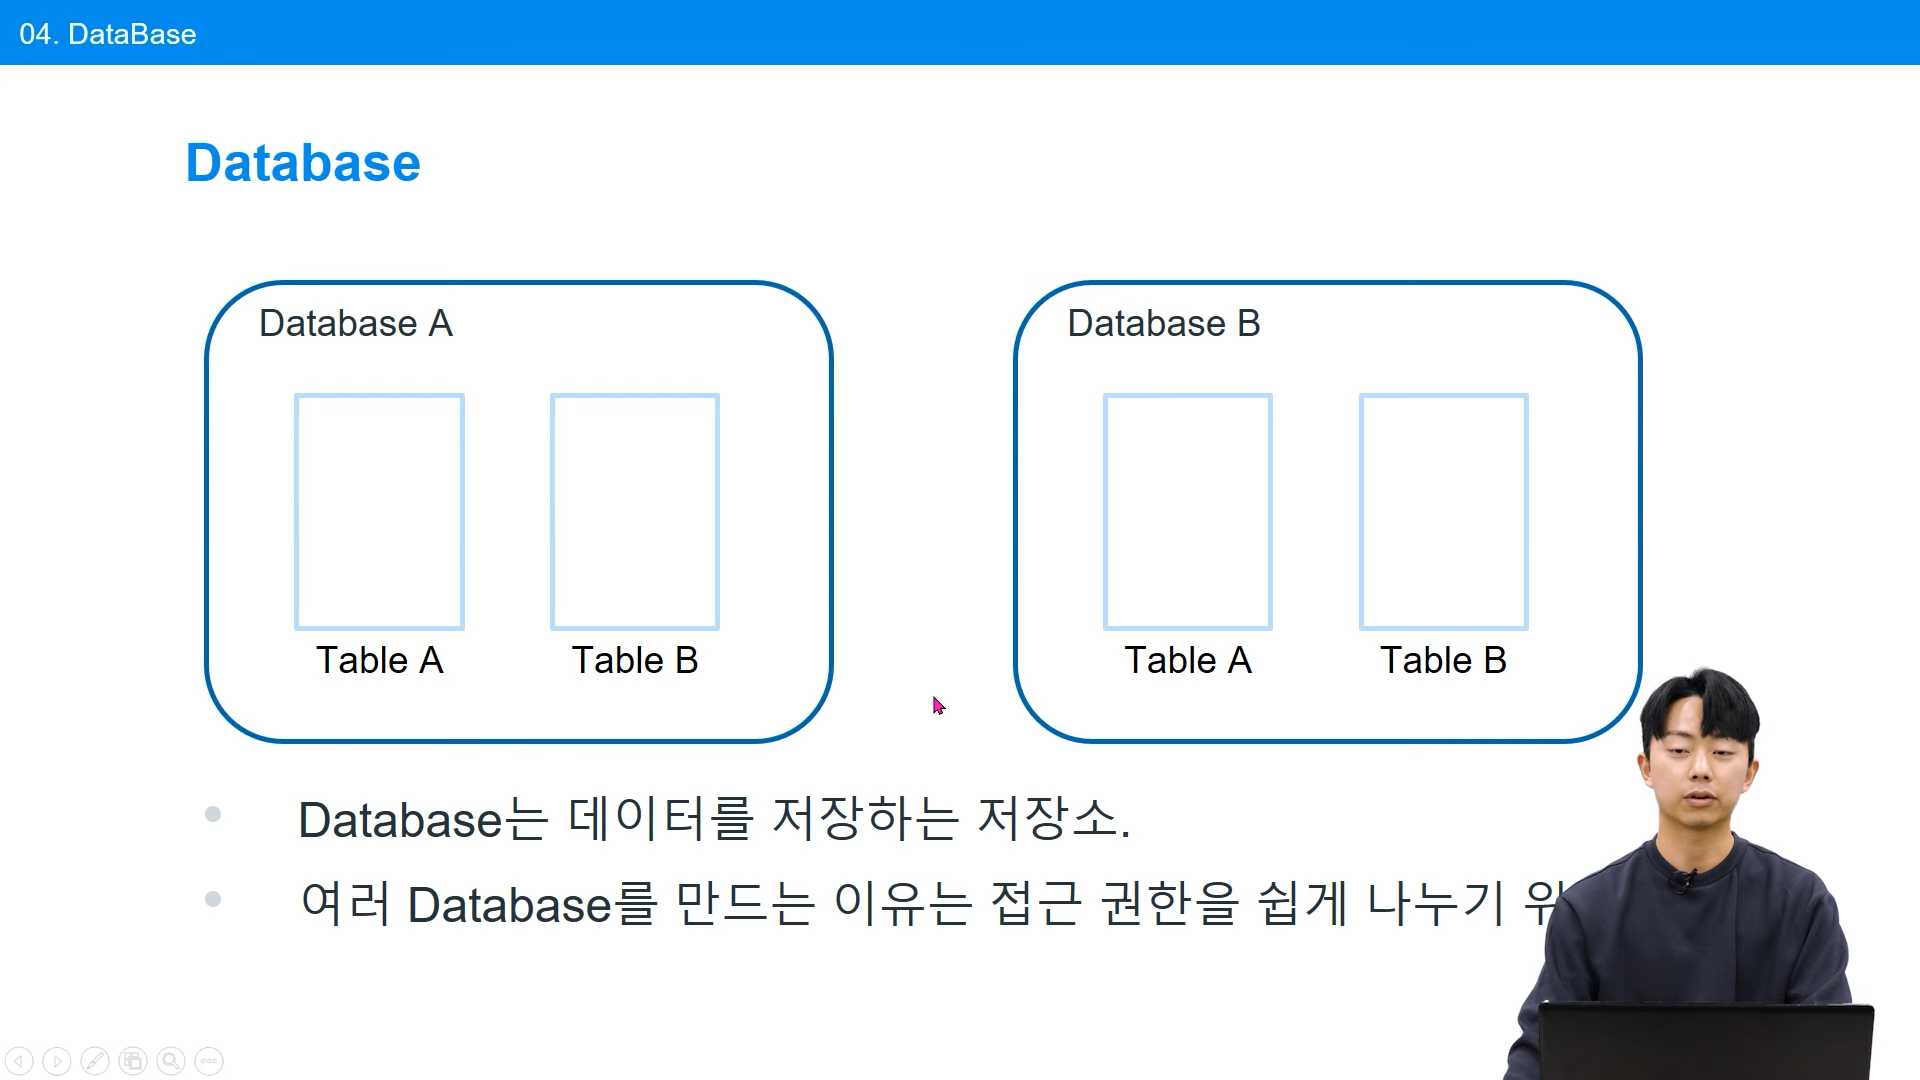 04. DataBase
Database
Database A
Table A
Table B
Database B
Table A
Table B
Database는 데이터를 저장하는 저장소.
여러 Database를 만드는 이유는 접근 권한을 쉽게 나누기